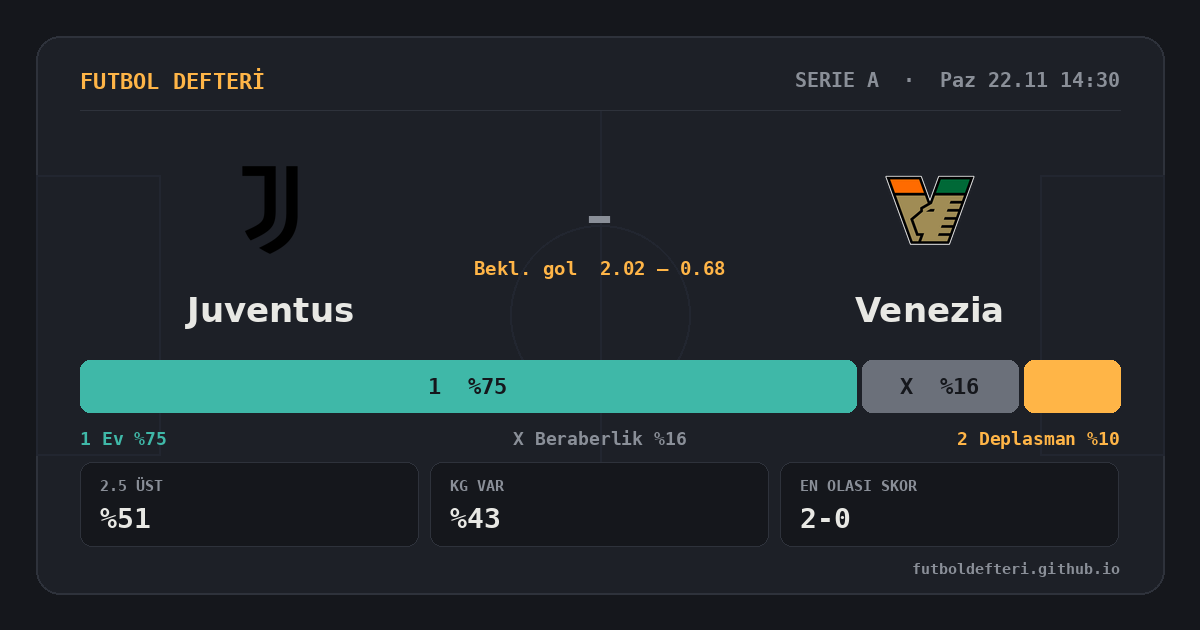 FUTBOL DEFTERİ
SERIE A · Paz 22.11 14:30
–
Bekl. gol 2.02 – 0.68
Juventus
Venezia
1 %75
X %16
1 Ev %75
X Beraberlik %16
2 Deplasman %10
2.5 ÜST
%51
KG VAR
%43
EN OLASI SKOR
2-0
futboldefteri.github.io